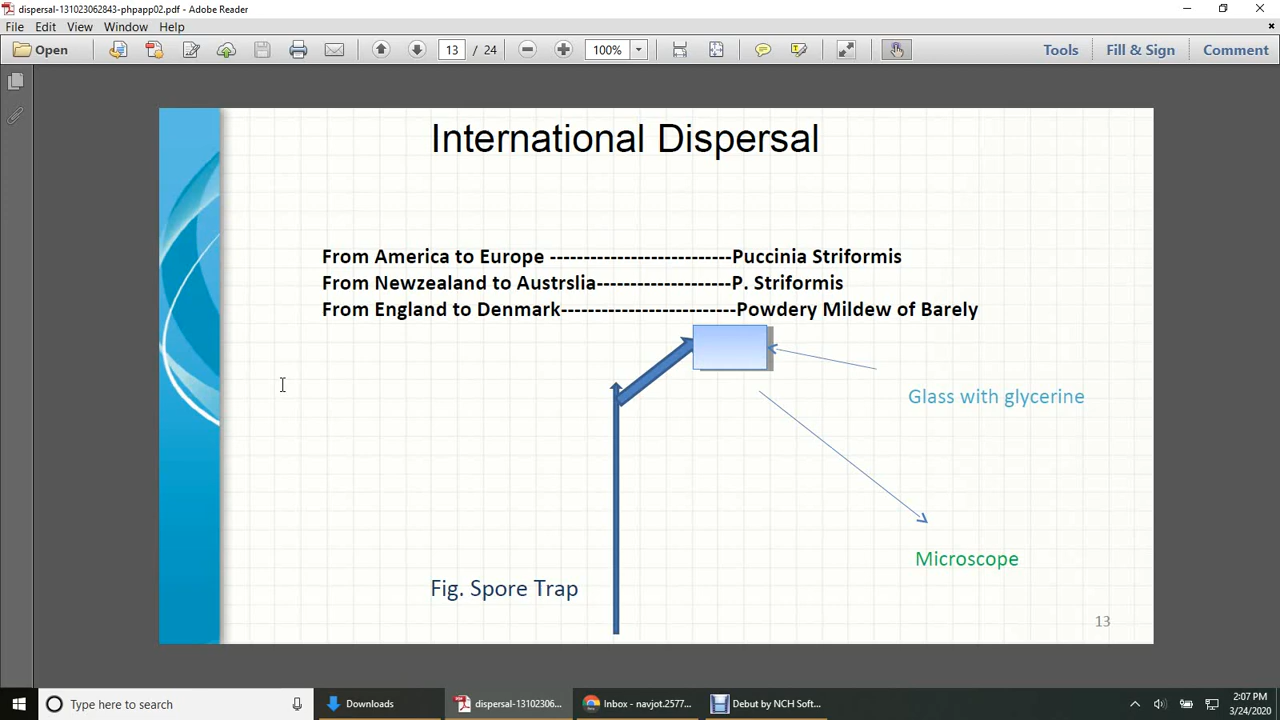 dispersal-131023062843-phpapp02.pdf - Adobe Reader
File Edit View Window Help
Open 13 / 24 100% Tools Fill & Sign Comment
International Dispersal
From America to Europe ---------------------------Puccinia Striformis
From Newzealand to Austrslia--------------------P. Striformis
From England to Denmark--------------------------Powdery Mildew of Barely
Glass with glycerine
Microscope
Fig. Spore Trap
13
Type here to search Downloads dispersal-13102306... Inbox - navjot.2577... Debut by NCH Soft... 2:07 PM
3/24/2020